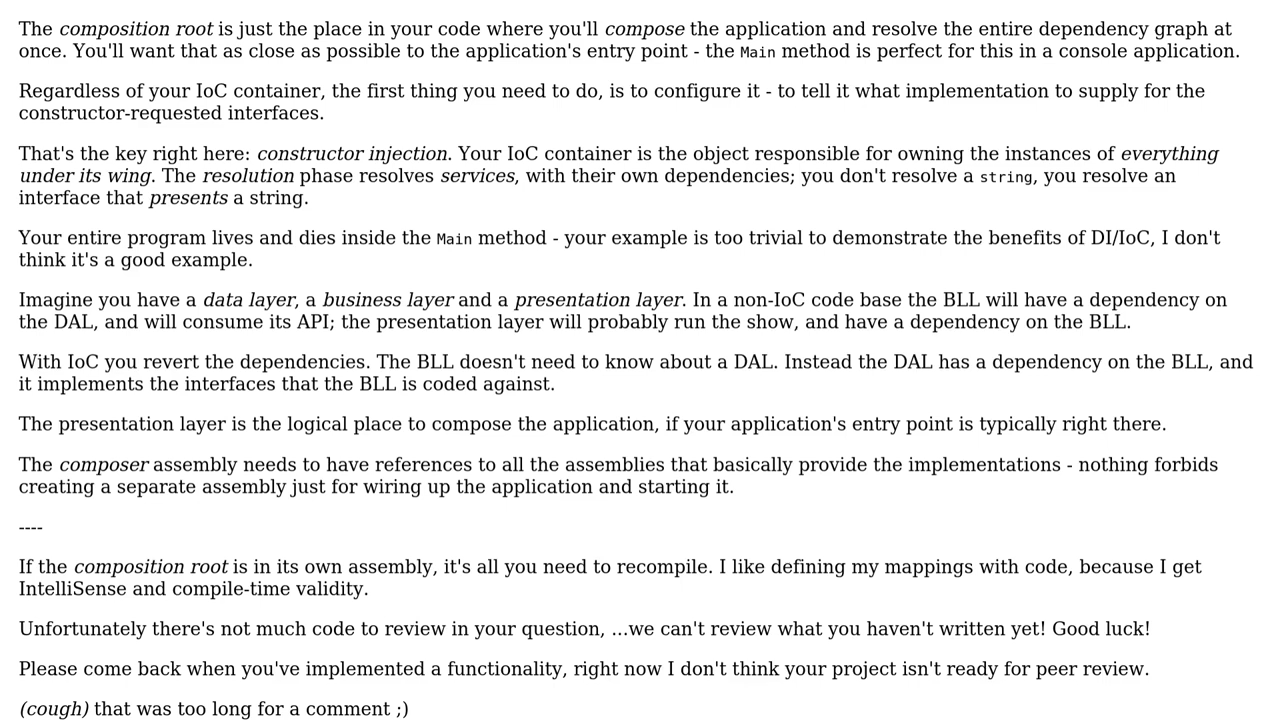 The composition root is just the place in your code where you'll compose the application and resolve the entire dependency graph at
once. You'll want that as close as possible to the application's entry point - the Main method is perfect for this in a console application.
Regardless of your IoC container, the first thing you need to do, is to configure it - to tell it what implementation to supply for the
constructor-requested interfaces.
That's the key right here: constructor injection. Your IoC container is the object responsible for owning the instances of everything
under its wing. The resolution phase resolves services, with their own dependencies; you don't resolve a string, you resolve an
interface that presents a string.
Your entire program lives and dies inside the Main method - your example is too trivial to demonstrate the benefits of DI/IoC, I don't
think it's a good example.
Imagine you have a data layer, a business layer and a presentation layer. In a non-IoC code base the BLL will have a dependency on
the DAL, and will consume its API; the presentation layer will probably run the show, and have a dependency on the BLL.
With IoC you revert the dependencies. The BLL doesn't need to know about a DAL. Instead the DAL has a dependency on the BLL, and
it implements the interfaces that the BLL is coded against.
The presentation layer is the logical place to compose the application, if your application's entry point is typically right there.
The composer assembly needs to have references to all the assemblies that basically provide the implementations - nothing forbids
creating a separate assembly just for wiring up the application and starting it.
----
If the composition root is in its own assembly, it's all you need to recompile. I like defining my mappings with code, because I get
IntelliSense and compile-time validity.
Unfortunately there's not much code to review in your question, ...we can't review what you haven't written yet! Good luck!
Please come back when you've implemented a functionality, right now I don't think your project isn't ready for peer review.
(cough) that was too long for a comment ;)